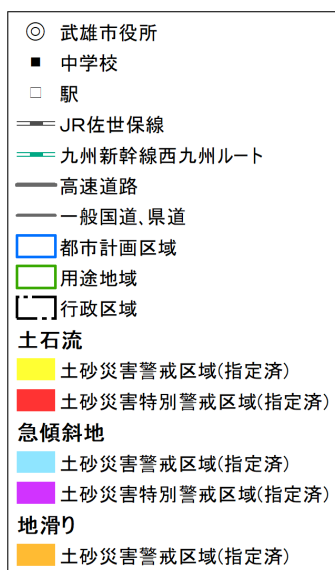 武雄市役所
中学校
駅
JR佐世保線
九州新幹線西九州ルート
高速道路
一般国道、県道
都市計画区域
用途地域
行政区域
土石流
土砂災害警戒区域(指定済)
土砂災害特別警戒区域(指定済)
急傾斜地
土砂災害警戒区域(指定済)
土砂災害特別警戒区域(指定済)
地滑り
土砂災害警戒区域(指定済)